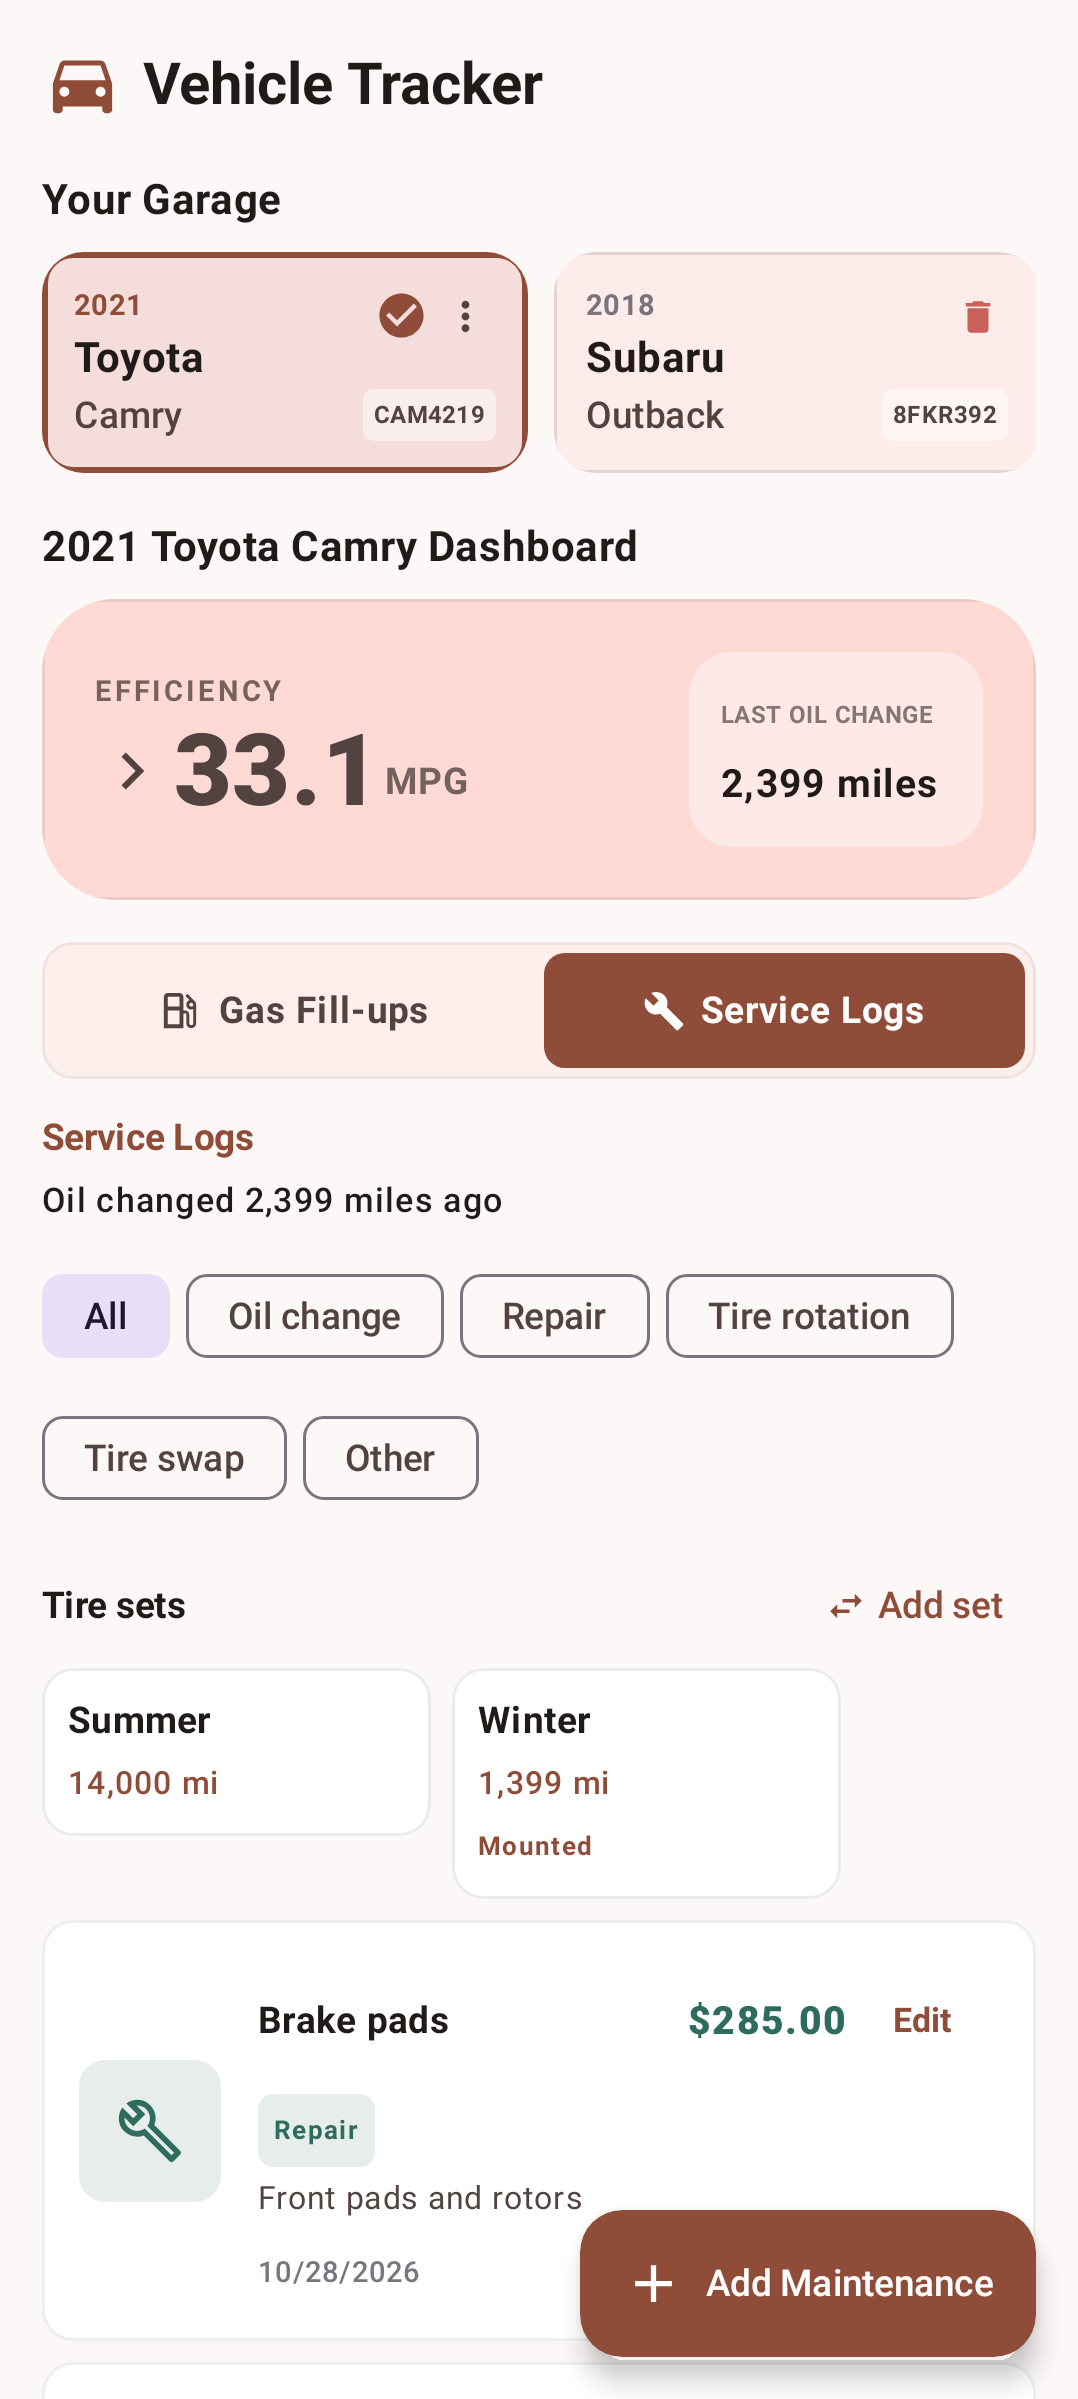 Vehicle Tracker
Your Garage
2021
Toyota
Camry
CAM4219
2018
Subaru
Outback
8FKR392
2021 Toyota Camry Dashboard
EFFICIENCY
33.1 MPG
LAST OIL CHANGE
2,399 miles
Gas Fill-ups
Service Logs
Service Logs
Oil changed 2,399 miles ago
All
Oil change
Repair
Tire rotation
Tire swap
Other
Tire sets
Add set
Summer
14,000 mi
Winter
1,399 mi
Mounted
Brake pads
$285.00
Edit
Repair
Front pads and rotors
10/28/2026
Add Maintenance